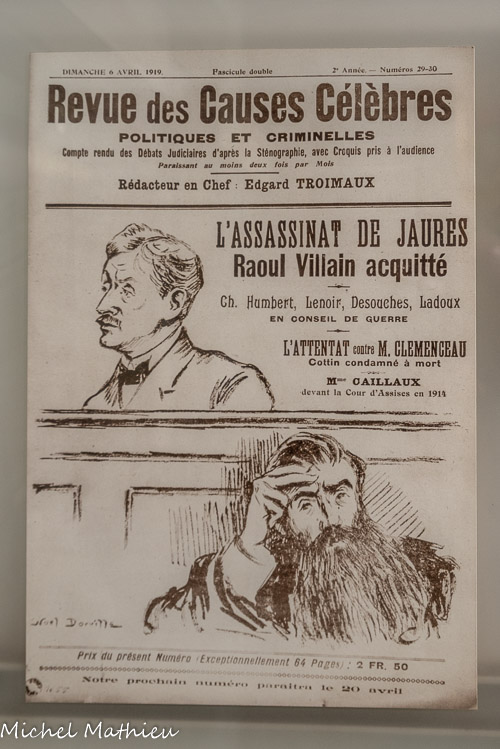 DIMANCHE 6 AVRIL 1919.
Fascicule double
2e Année. — Numéros 29-30
Revue des Causes Célèbres
POLITIQUES ET CRIMINELLES
Compte rendu des Débats Judiciaires d'après la Sténographie, avec Croquis pris à l'audience
Paraissant au moins deux fois par Mois
Rédacteur en Chef : Edgard TROIMAUX
L'ASSASSINAT DE JAURES
Raoul Villain acquitté
Ch. Humbert, Lenoir, Desouches, Ladoux
EN CONSEIL DE GUERRE
L'ATTENTAT contre M. CLEMENCEAU
Cottin condamné à mort
Mme CAILLAUX
devant la Cour d'Assises en 1914
Prix du présent Numéro (Exceptionnellement 64 Pages) : 2 FR. 50
Notre prochain numéro paraîtra le 20 avril
Michel Mathieu